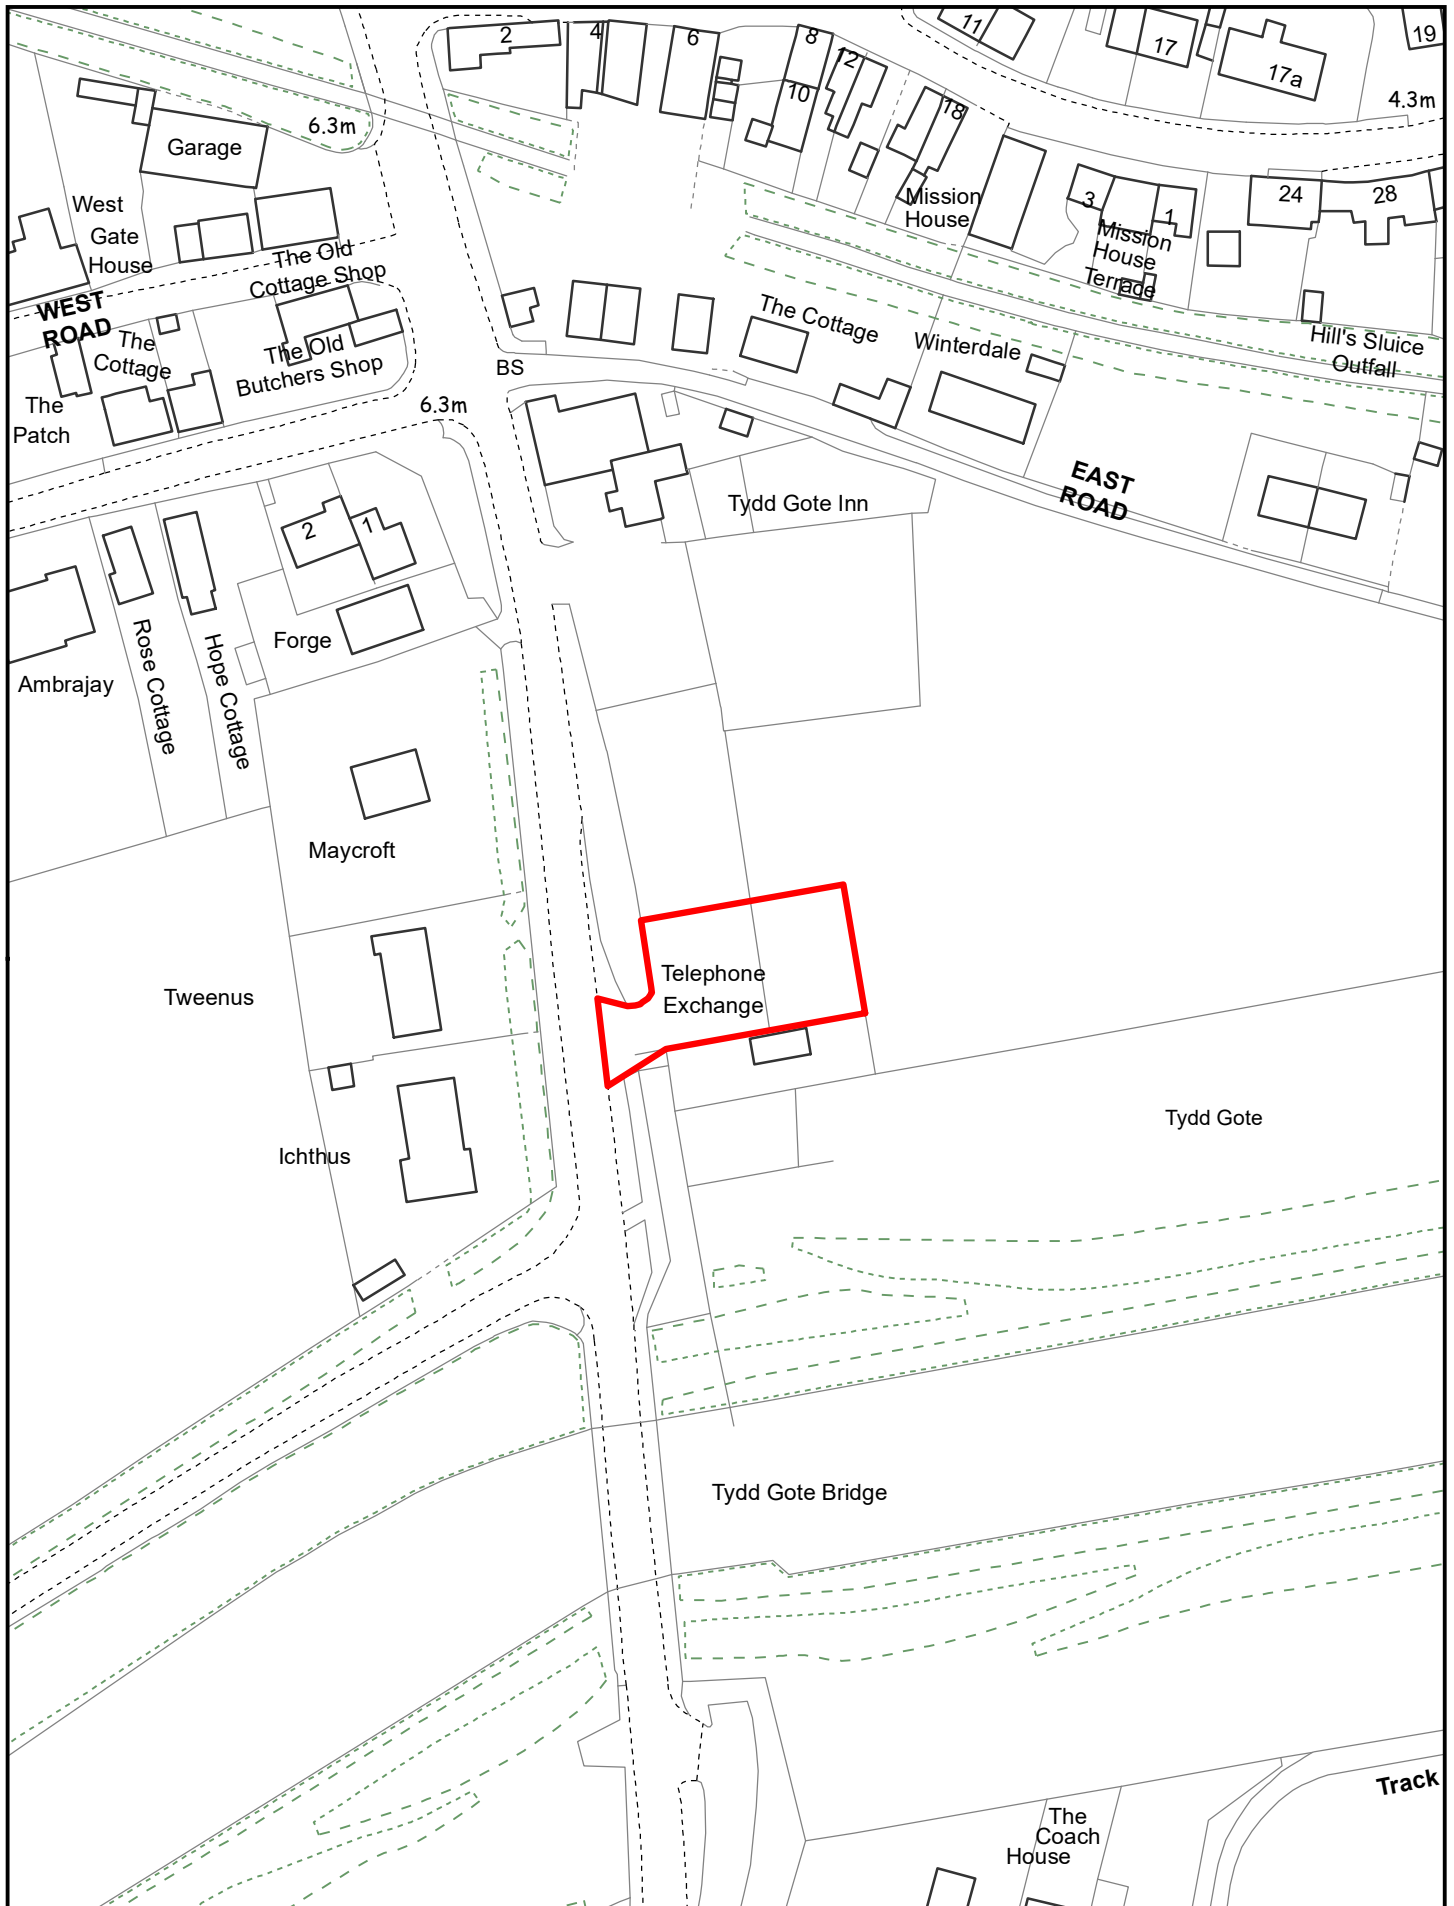 2
4
6
8
10
12
18
11
17
17a
19
4.3m
6.3m
Garage
West
Gate
House
The Old
Cottage Shop
WEST
ROAD
The
Cottage
The Old
Butchers Shop
The
Patch
6.3m
BS
Mission
House
3
1
Mission
House
Terrace
24
28
The Cottage
Winterdale
Hill's Sluice
Outfall
EAST
ROAD
Tydd Gote Inn
2
1
Forge
Rose Cottage
Hope Cottage
Ambrajay
Maycroft
Tweenus
Telephone
Exchange
Ichthus
Tydd Gote
Tydd Gote Bridge
Track
The
Coach
House